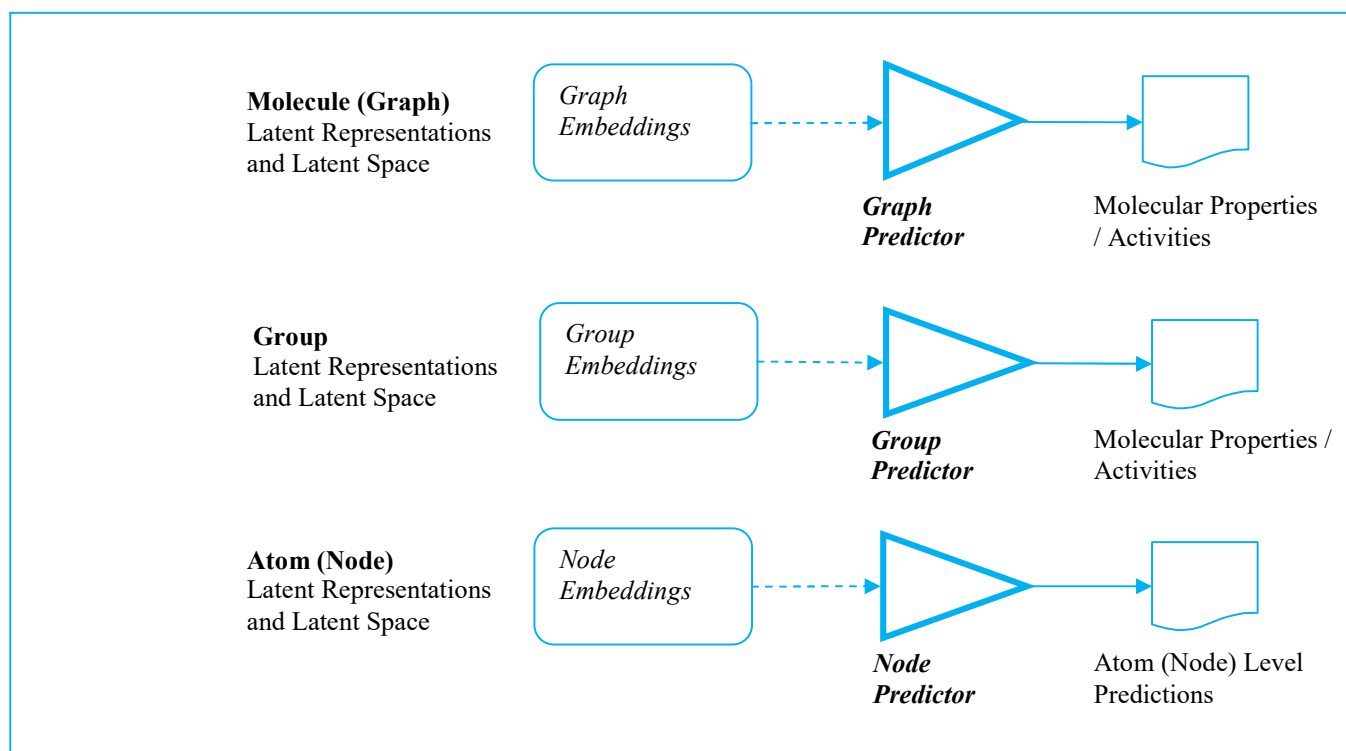 Molecule (Graph)
Latent Representations
and Latent Space
Graph
Embeddings
Graph
Predictor
Molecular Properties
/ Activities
Group
Latent Representations
and Latent Space
Group
Embeddings
Group
Predictor
Molecular Properties /
Activities
Atom (Node)
Latent Representations
and Latent Space
Node
Embeddings
Node
Predictor
Atom (Node) Level
Predictions